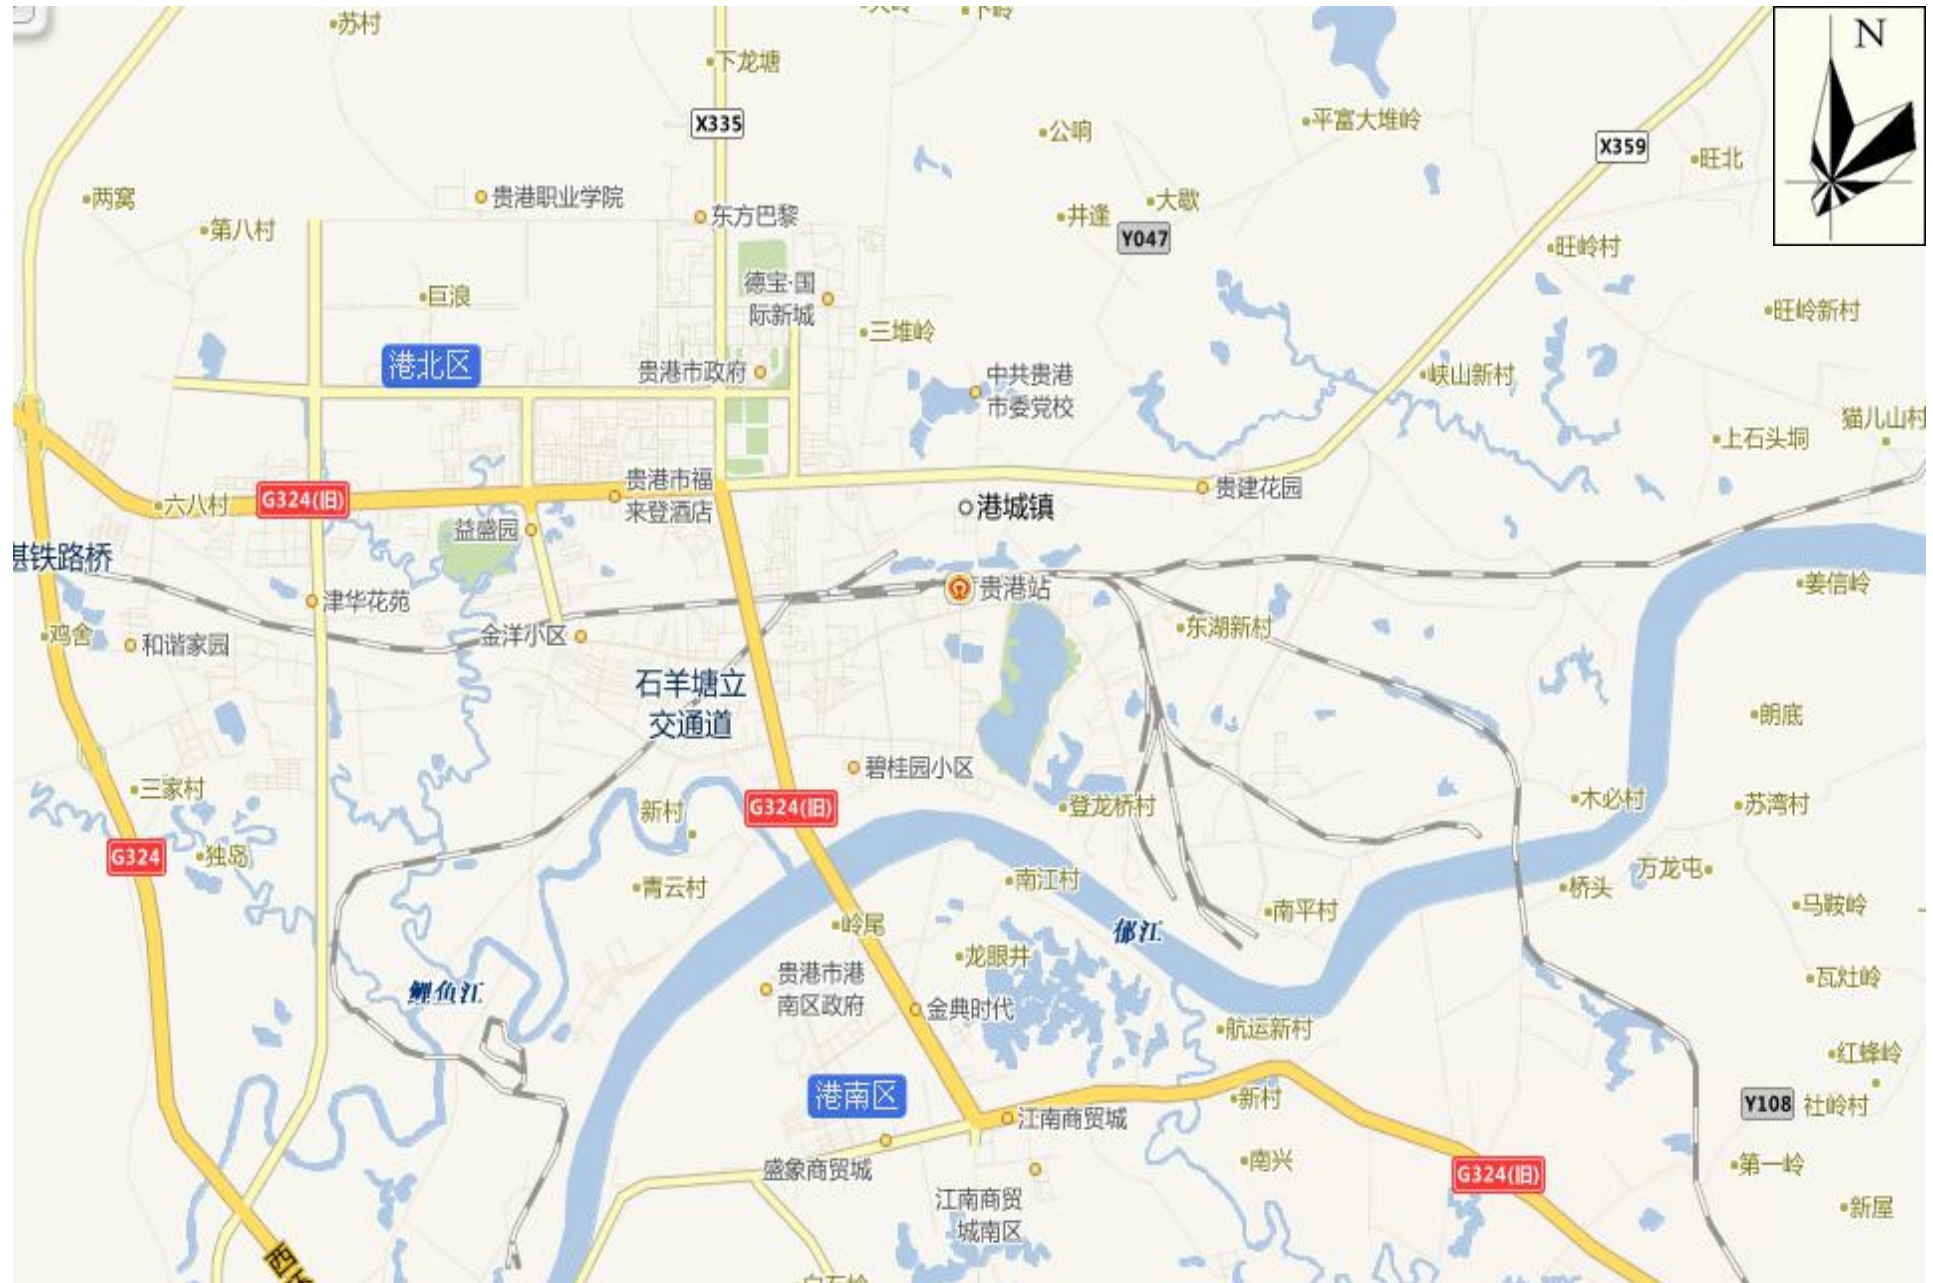 苏村
下岭
N
下龙塘
X335
公响
平富大堆岭
X359
旺北
两窝
贵港职业学院
大歇
第八村
东方巴黎
井逢
Y047
旺岭村
德宝·国
际新城
巨浪
三堆岭
旺岭新村
港北区
贵港市政府
中共贵港
市委党校
峡山新村
猫儿山村
上石头垌
贵港市福
来登酒店
G324(旧)
六八村
贵建花园
港城镇
益盛园
湛铁路桥
贵港站
姜信岭
津华花苑
鸡舍
和谐家园
金洋小区
东湖新村
石羊塘立
交通道
朗底
碧桂园小区
三家村
新村
G324(旧)
登龙桥村
木必村
苏湾村
G324
独岛
青云村
南江村
桥头
万龙屯
马鞍岭
岭尾
郁江
南平村
龙眼井
鲤鱼江
贵港市港
南区政府
金典时代
瓦灶岭
航运新村
红蜂岭
港南区
江南商贸城
新村
Y108
社岭村
盛象商贸城
南兴
G324(旧)
第一岭
江南商贸
城南区
新屋